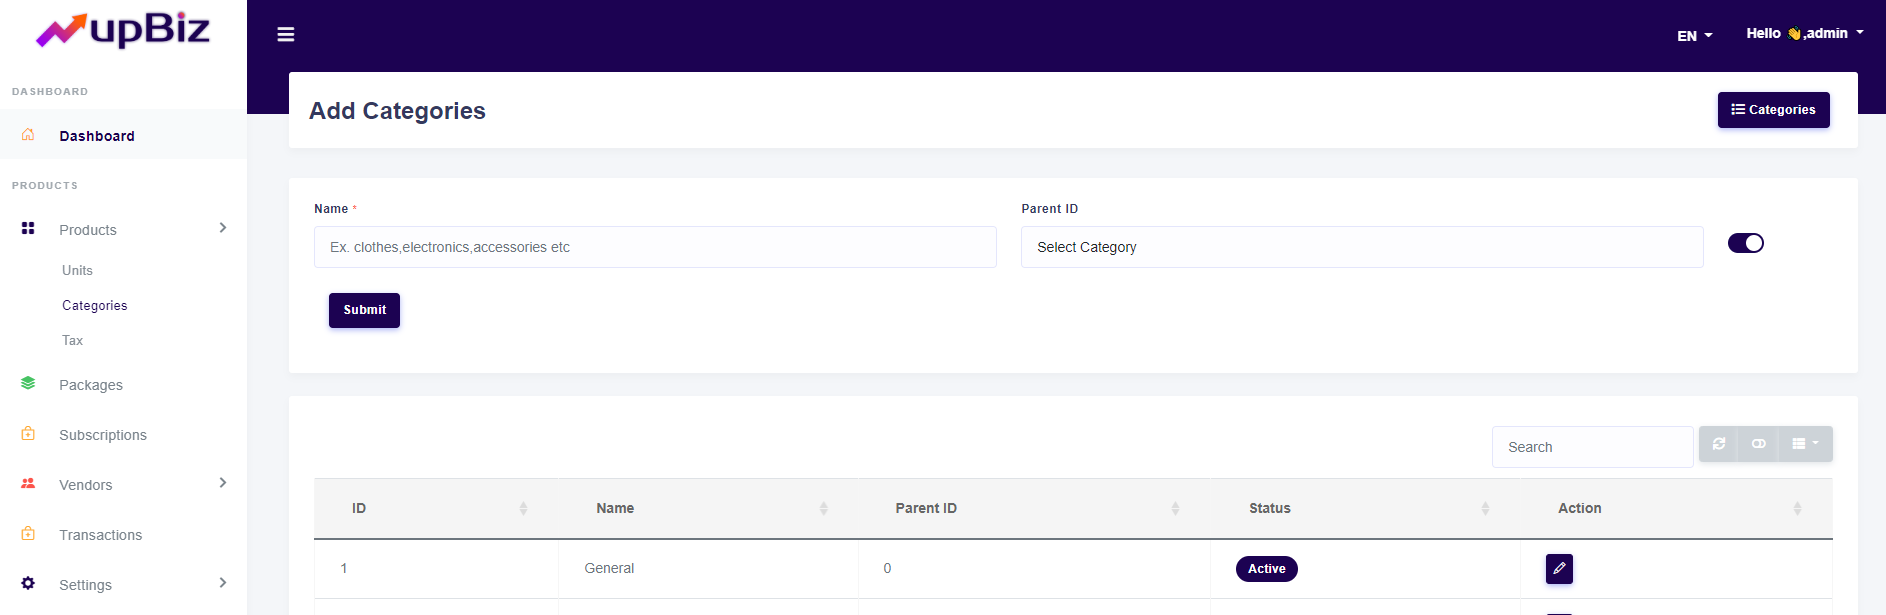 upBiz
EN
Hello 👋,admin
DASHBOARD
Dashboard
PRODUCTS
Products
Units
Categories
Tax
Packages
Subscriptions
Vendors
Transactions
Settings
Add Categories
Categories
Name *
Parent ID
Ex. clothes,electronics,accessories etc
Select Category
Submit
Search
ID Name Parent ID Status Action
1 General 0 Active